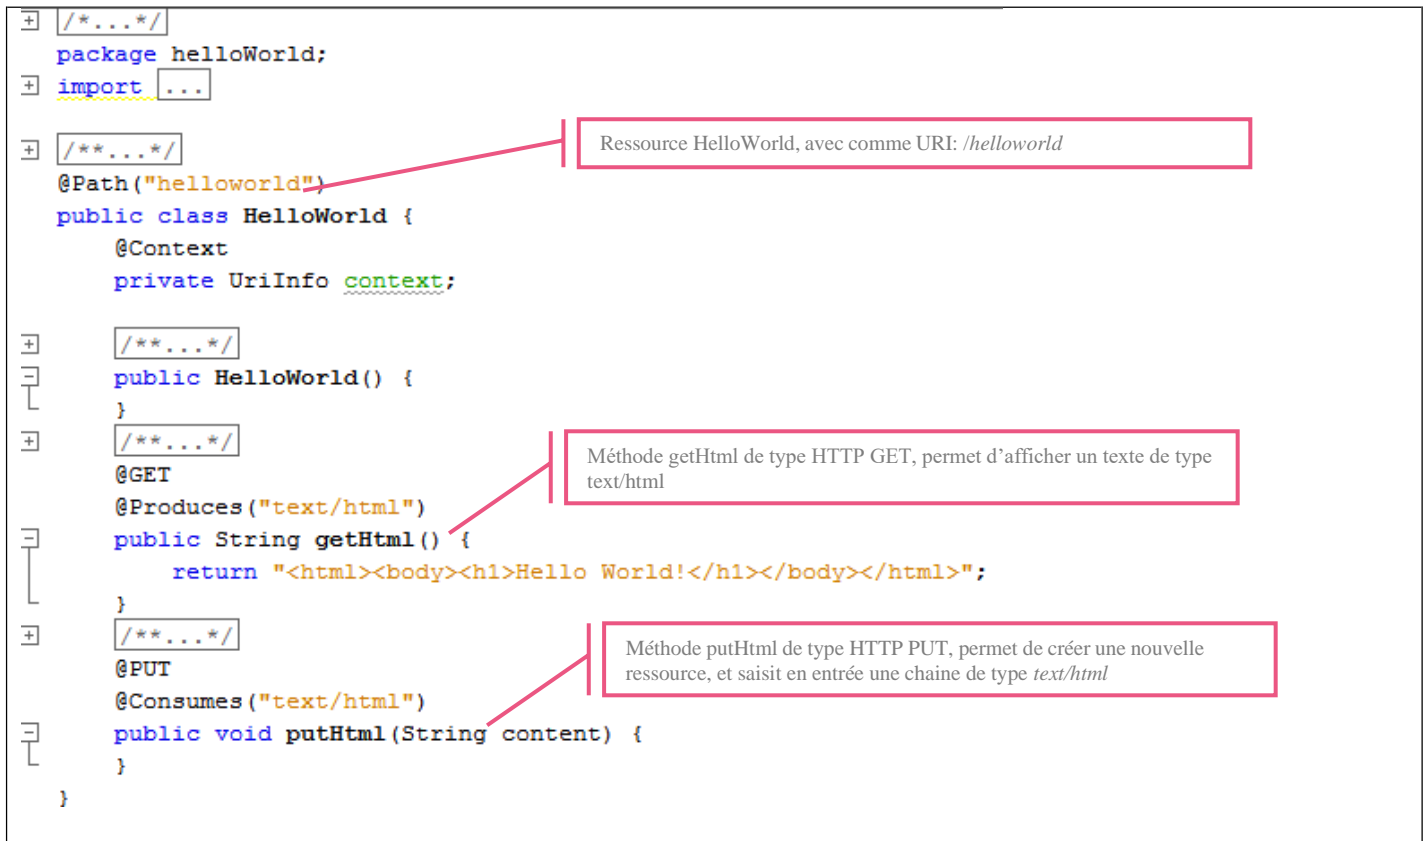 /*...*/
package helloWorld;
import ...
/**...*/
Ressource HelloWorld, avec comme URI: /helloworld
@Path("helloworld")
public class HelloWorld {
@Context
private UriInfo context;
/**...*/
public HelloWorld() {
}
/**...*/
Méthode getHtml de type HTTP GET, permet d’afficher un texte de type
text/html
@GET
@Produces("text/html")
public String getHtml() {
return "<html><body><h1>Hello World!</h1></body></html>";
}
/**...*/
Méthode putHtml de type HTTP PUT, permet de créer une nouvelle
ressource, et saisit en entrée une chaine de type text/html
@PUT
@Consumes("text/html")
public void putHtml(String content) {
}
}